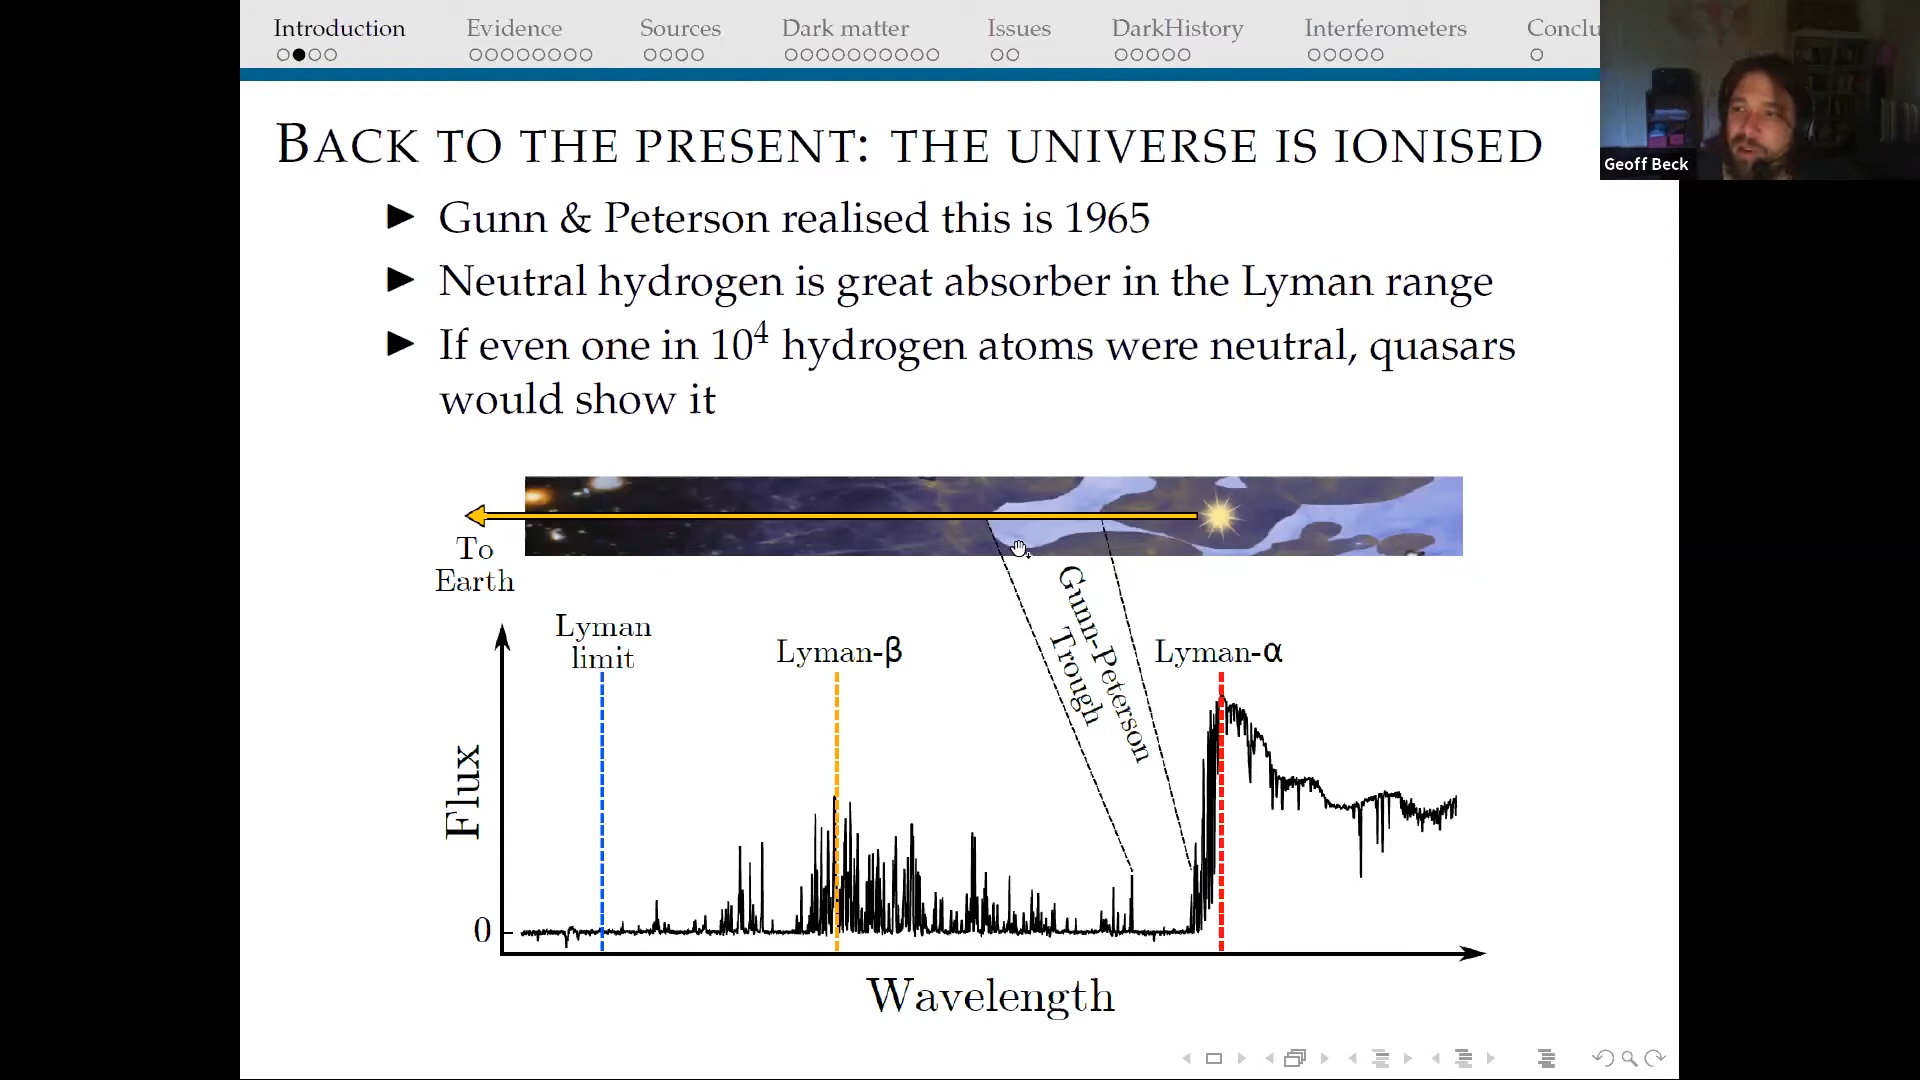 Introduction Evidence Sources Dark matter Issues DarkHistory Interferometers Conclu
Geoff Beck
BACK TO THE PRESENT: THE UNIVERSE IS IONISED
Gunn & Peterson realised this is 1965
Neutral hydrogen is great absorber in the Lyman range
If even one in 10⁴ hydrogen atoms were neutral, quasars
would show it
To
Earth
Gunn-Peterson
Trough
Lyman
limit
Lyman-β
Lyman-α
Flux
0
Wavelength